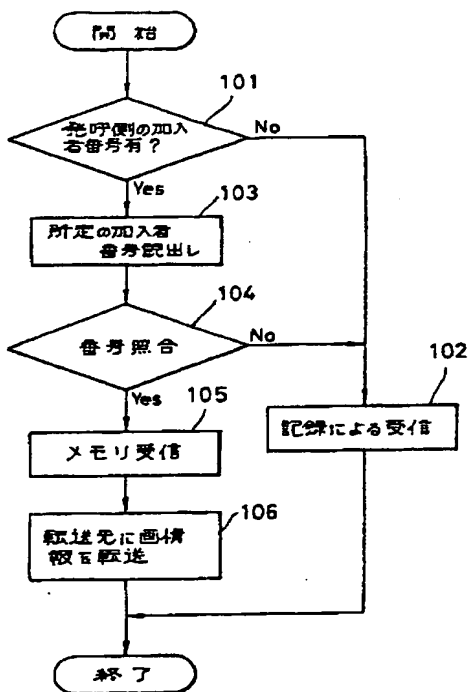 開始
101
発呼側の加入
者番号有?
No
Yes
103
所定の加入者
番号読出し
104
番号照合
No
Yes
102
記録による受信
105
メモリ受信
106
転送先に画情
報を転送
終了